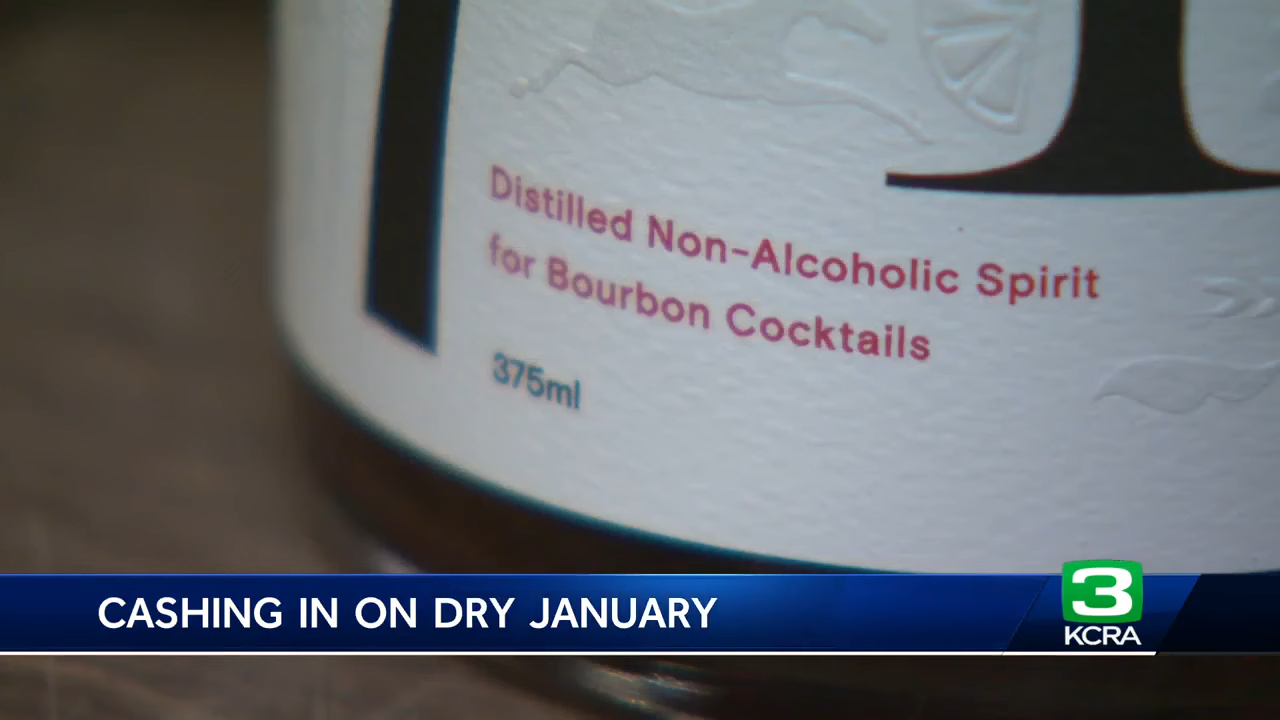 Distilled Non-Alcoholic Spirit
for Bourbon Cocktails
375ml
CASHING IN ON DRY JANUARY
3
KCRA